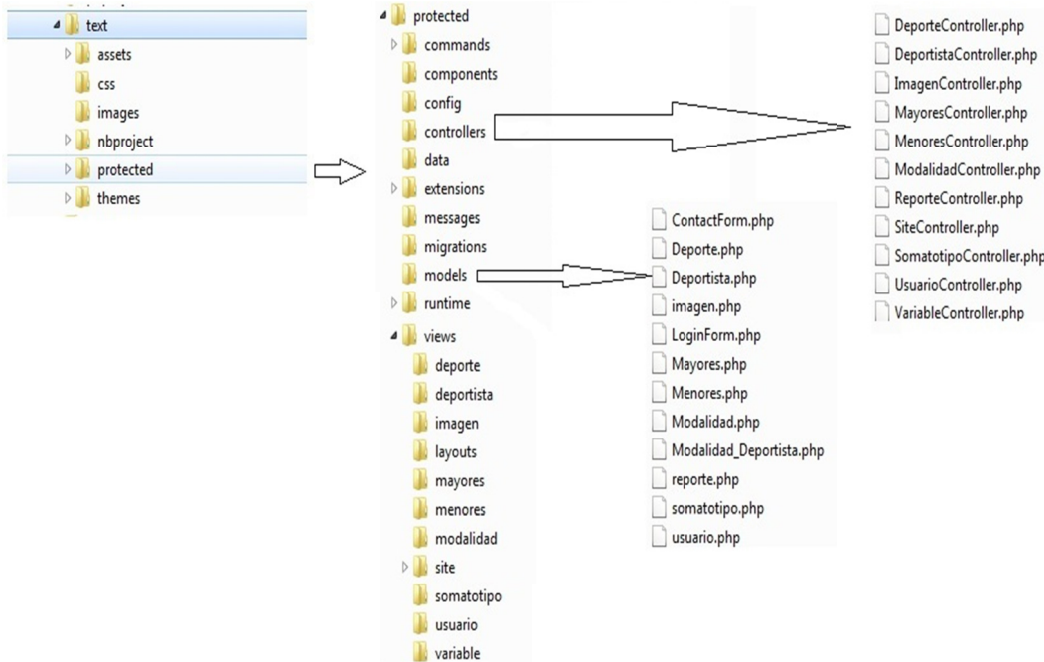 text
assets
css
images
nbproject
protected
themes
protected
commands
components
config
controllers
data
extensions
messages
migrations
models
runtime
views
deporte
deportista
imagen
layouts
mayores
menores
modalidad
site
somatotipo
usuario
variable
ContactForm.php
Deporte.php
Deportista.php
imagen.php
LoginForm.php
Mayores.php
Menores.php
Modalidad.php
Modalidad_Deportista.php
reporte.php
somatotipo.php
usuario.php
DeporteController.php
DeportistaController.php
ImagenController.php
MayoresController.php
MenoresController.php
ModalidadController.php
ReporteController.php
SiteController.php
SomatotipoController.php
UsuarioController.php
VariableController.php